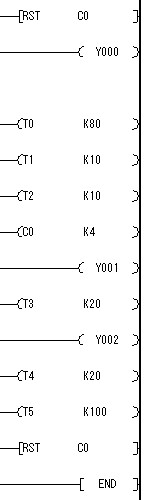 RST C0
Y000
T0 K80
T1 K10
T2 K10
C0 K4
Y001
T3 K20
Y002
T4 K20
T5 K100
RST C0
END